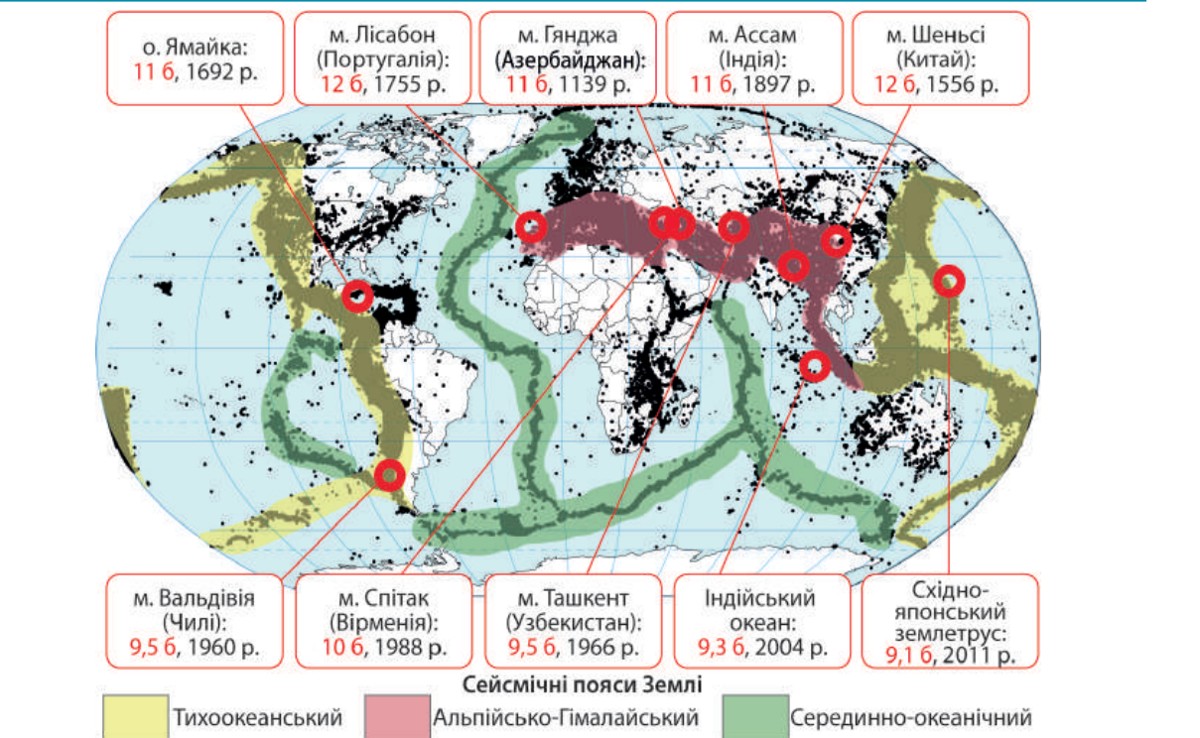 о. Ямайка:
11 б, 1692 р.
м. Лісабон
(Португалія):
12 б, 1755 р.
м. Гянджа
(Азербайджан):
11 б, 1139 р.
м. Ассам
(Індія):
11 б, 1897 р.
м. Шеньсі
(Китай):
12 б, 1556 р.
м. Вальдівія
(Чилі):
9,5 б, 1960 р.
м. Спітак
(Вірменія):
10 б, 1988 р.
м. Ташкент
(Узбекистан):
9,5 б, 1966 р.
Індійський
океан:
9,3 б, 2004 р.
Східно-
японський
землетрус:
9,1 б, 2011 р.
Сейсмічні пояси Землі
Тихоокеанський
Альпійсько-Гімалайський
Серединно-океанічний